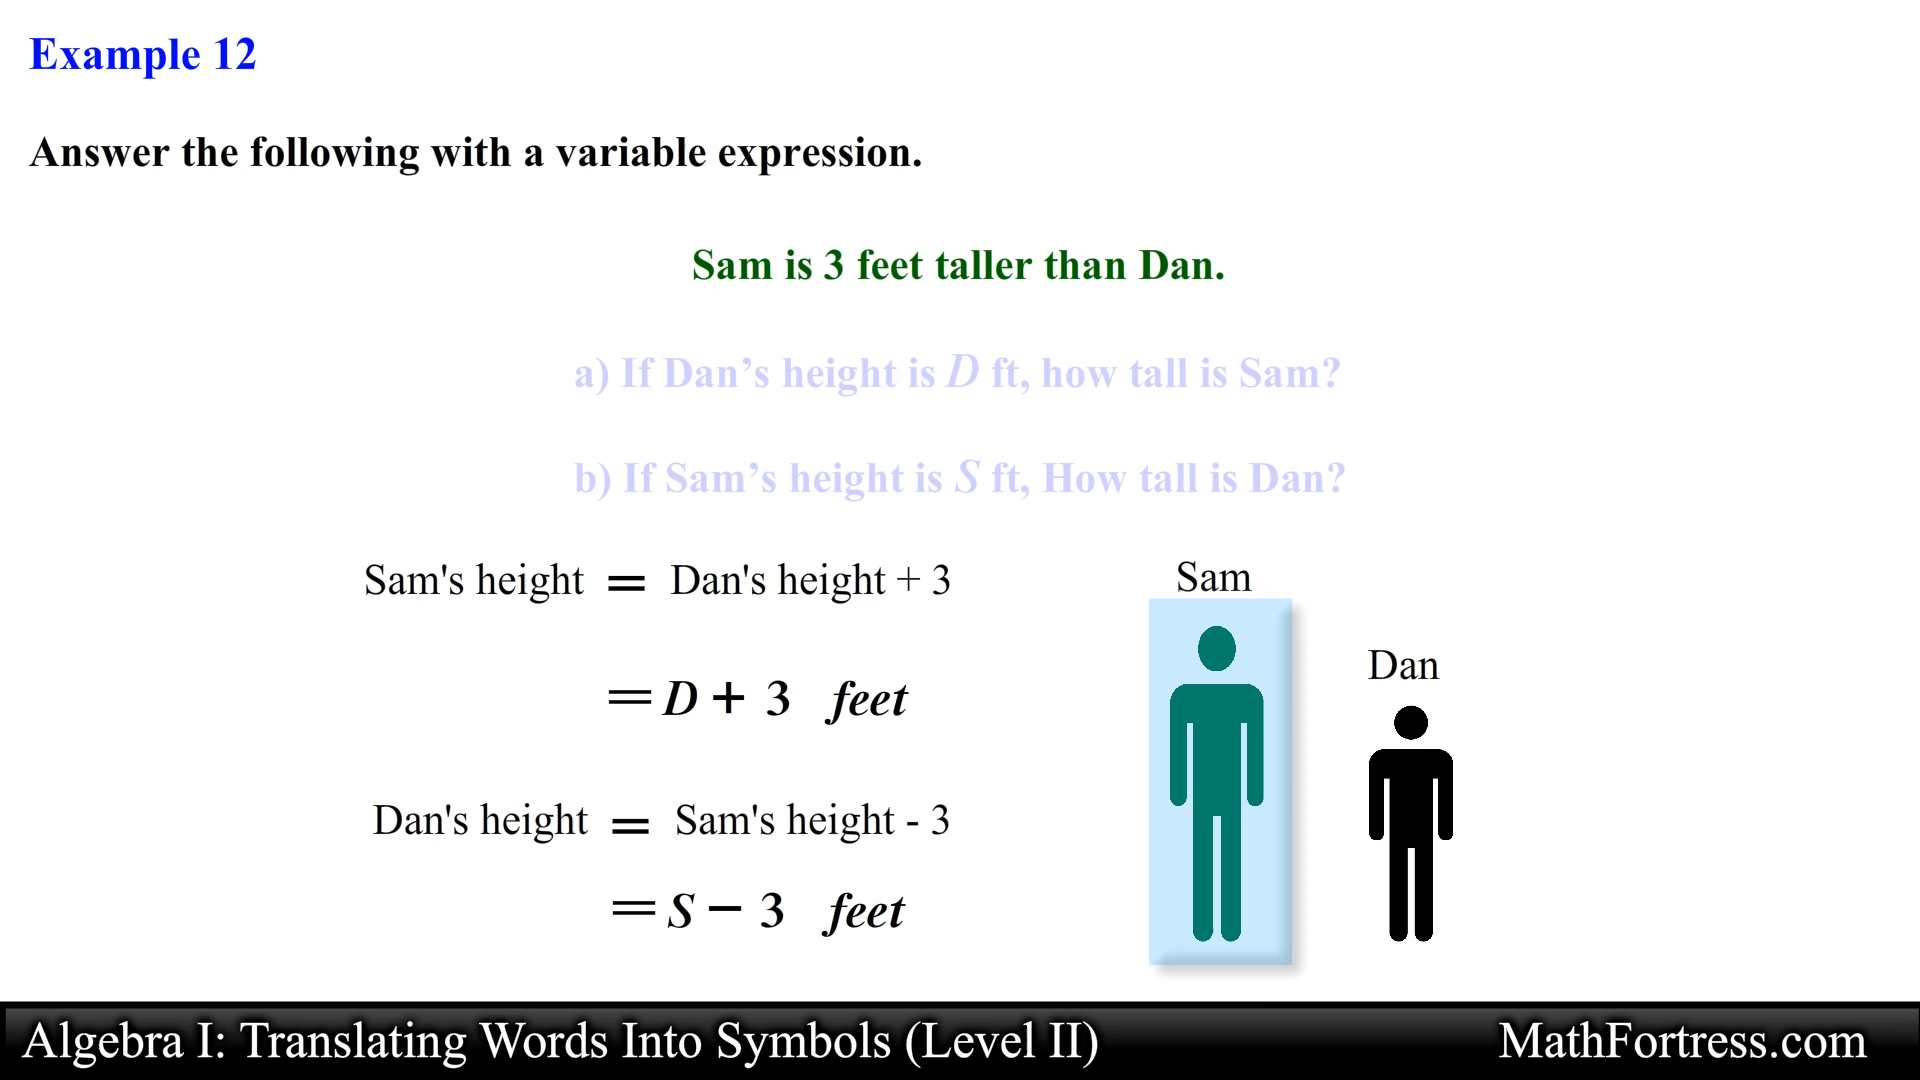 Example 12
Answer the following with a variable expression.
Sam is 3 feet taller than Dan.
a) If Dan’s height is D ft, how tall is Sam?
b) If Sam’s height is S ft, How tall is Dan?
Sam's height = Dan's height + 3
= D + 3 feet
Dan's height = Sam's height - 3
= S − 3 feet
Sam
Dan
Algebra I: Translating Words Into Symbols (Level II)
MathFortress.com